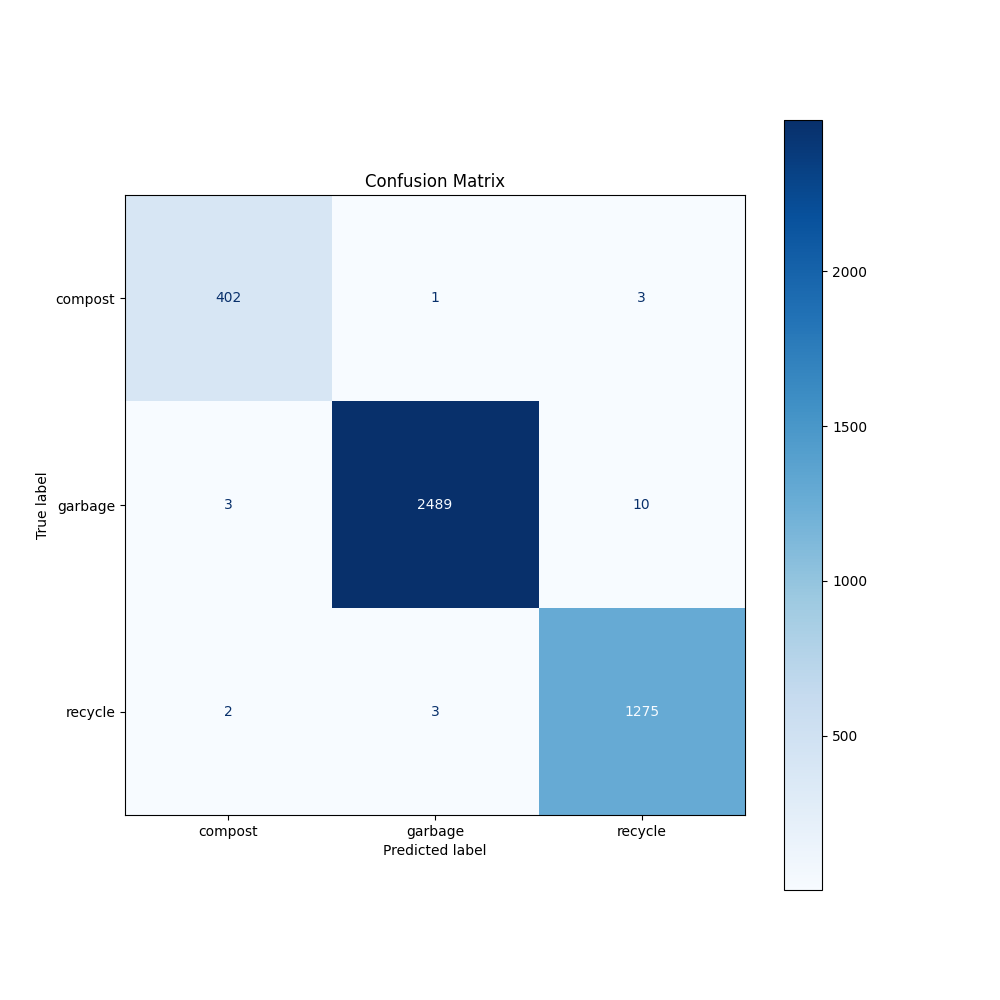 Confusion Matrix
compost 402 1 3
garbage 3 2489 10
recycle 2 3 1275
True label
compost garbage recycle
Predicted label
2000
1500
1000
500